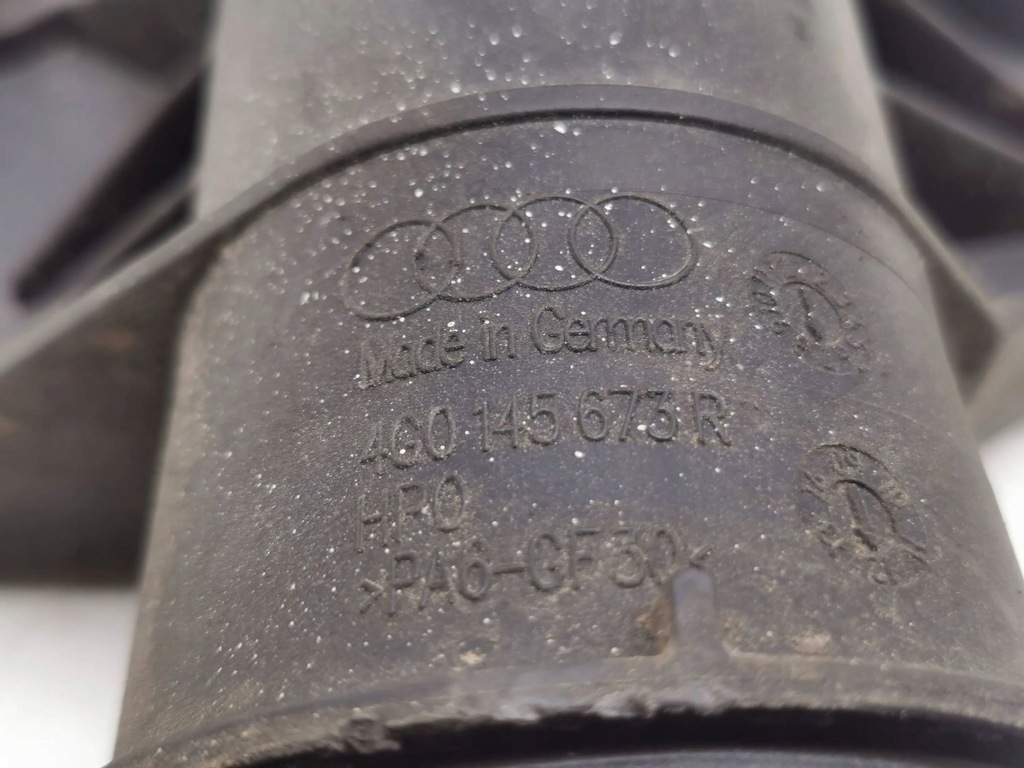 Made in Germany
4G0 145 673 R
HPO
>PA6-GF30<